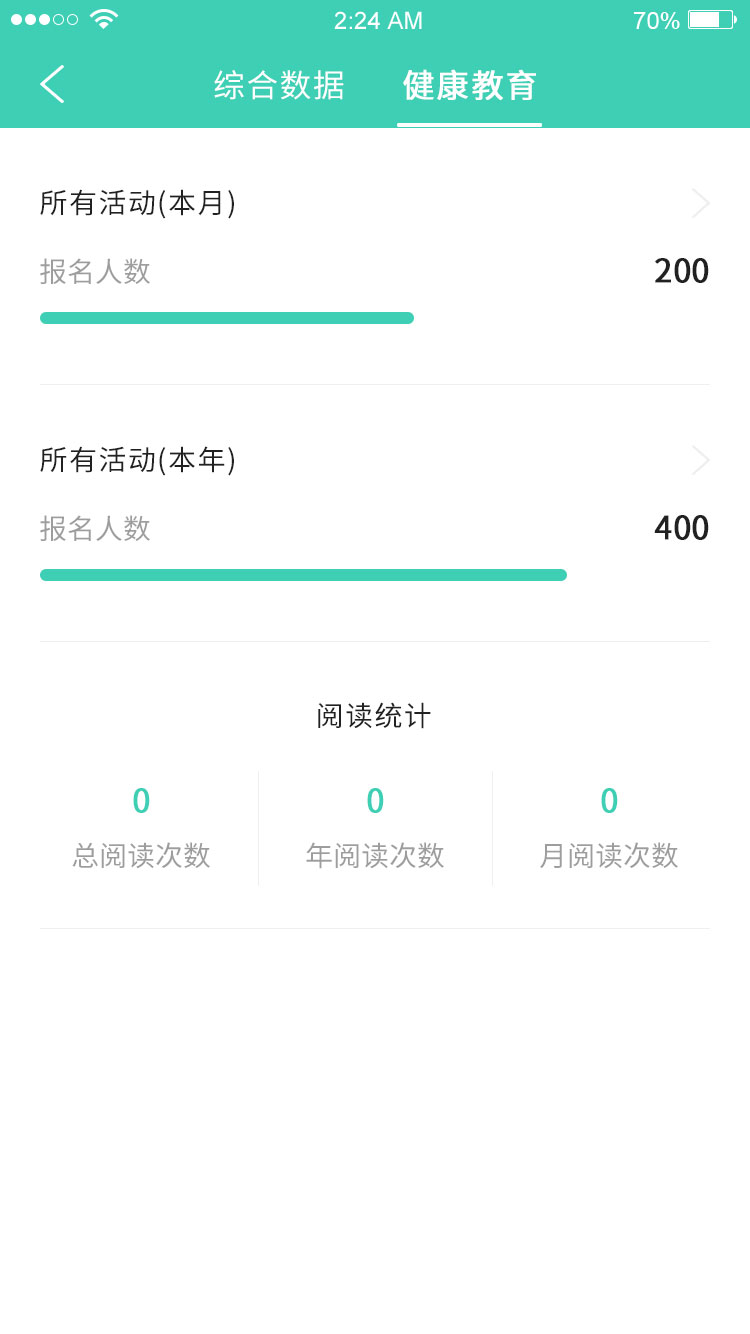 2:24 AM 70%
综合数据 健康教育
所有活动(本月)
报名人数 200
所有活动(本年)
报名人数 400
阅读统计
0 0 0
总阅读次数 年阅读次数 月阅读次数